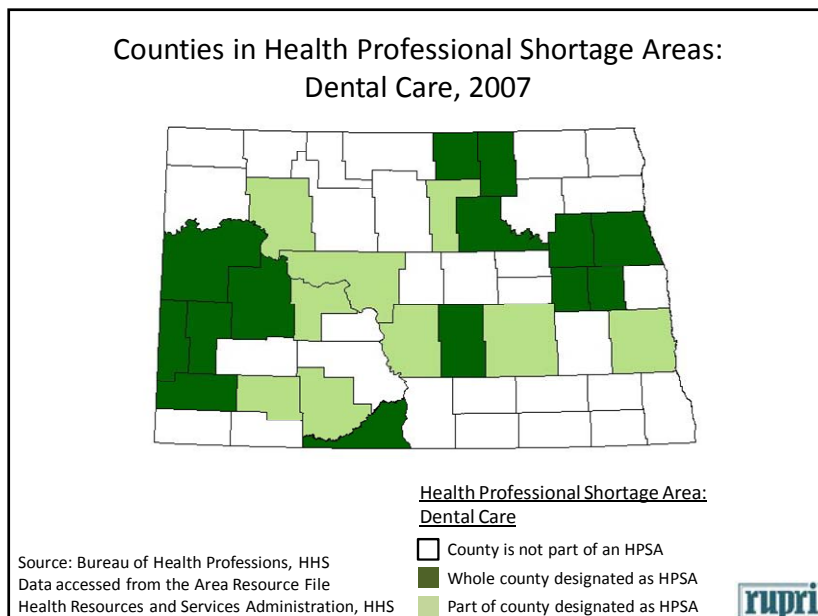 Counties in Health Professional Shortage Areas:
Dental Care, 2007
Health Professional Shortage Area:
Dental Care
County is not part of an HPSA
Whole county designated as HPSA
Part of county designated as HPSA
Source: Bureau of Health Professions, HHS
Data accessed from the Area Resource File
Health Resources and Services Administration, HHS
rupri